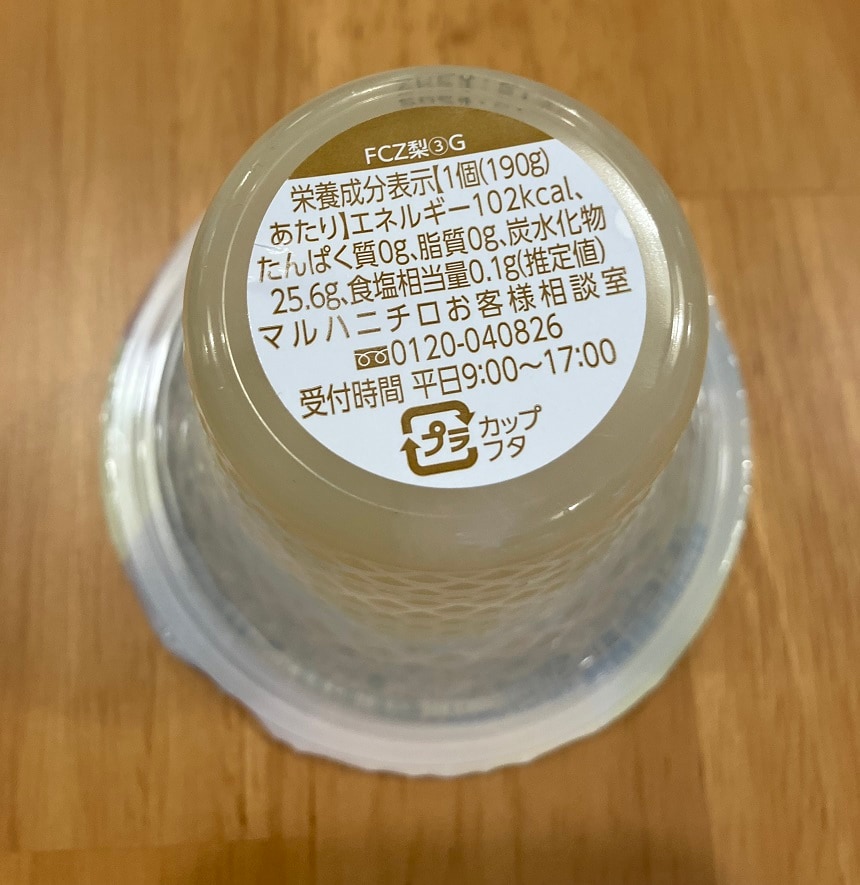 FCZ梨③G
栄養成分表示【1個(190g)
あたり】エネルギー102kcal、
たんぱく質0g、脂質0g、炭水化物
25.6g、食塩相当量0.1g(推定値)
マルハニチロお客様相談室
0120-040826
受付時間 平日9:00〜17:00
プラ カップ
フタ